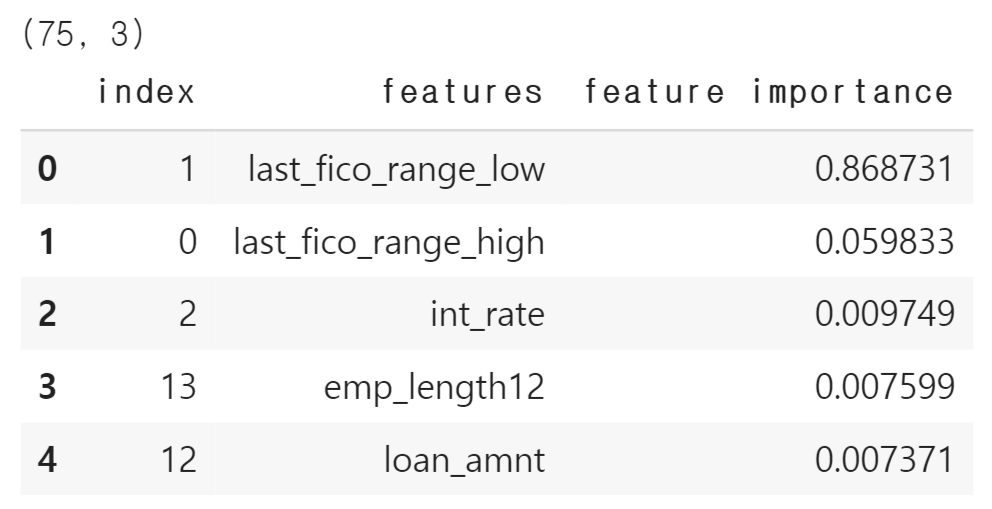 (75, 3)
index features feature importance
0 1 last_fico_range_low 0.868731
1 0 last_fico_range_high 0.059833
2 2 int_rate 0.009749
3 13 emp_length12 0.007599
4 12 loan_amnt 0.007371